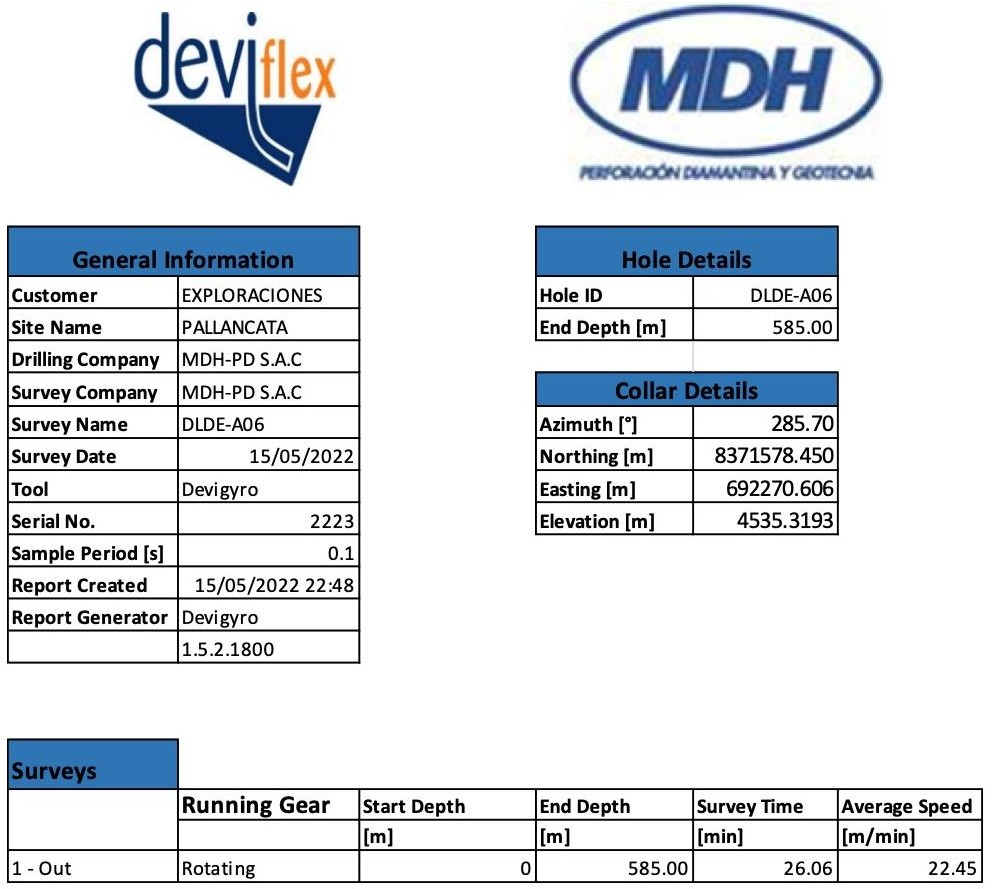 deviflex
MDH
PERFORACIÓN DIAMANTINA Y GEOTECNIA
General Information
Customer EXPLORACIONES
Site Name PALLANCATA
Drilling Company MDH-PD S.A.C
Survey Company MDH-PD S.A.C
Survey Name DLDE-A06
Survey Date 15/05/2022
Tool Devigyro
Serial No. 2223
Sample Period [s] 0.1
Report Created 15/05/2022 22:48
Report Generator Devigyro
1.5.2.1800
Hole Details
Hole ID DLDE-A06
End Depth [m] 585.00
Collar Details
Azimuth [°] 285.70
Northing [m] 8371578.450
Easting [m] 692270.606
Elevation [m] 4535.3193
Surveys
Running Gear Start Depth End Depth Survey Time Average Speed
[m] [m] [min] [m/min]
1 - Out Rotating 0 585.00 26.06 22.45